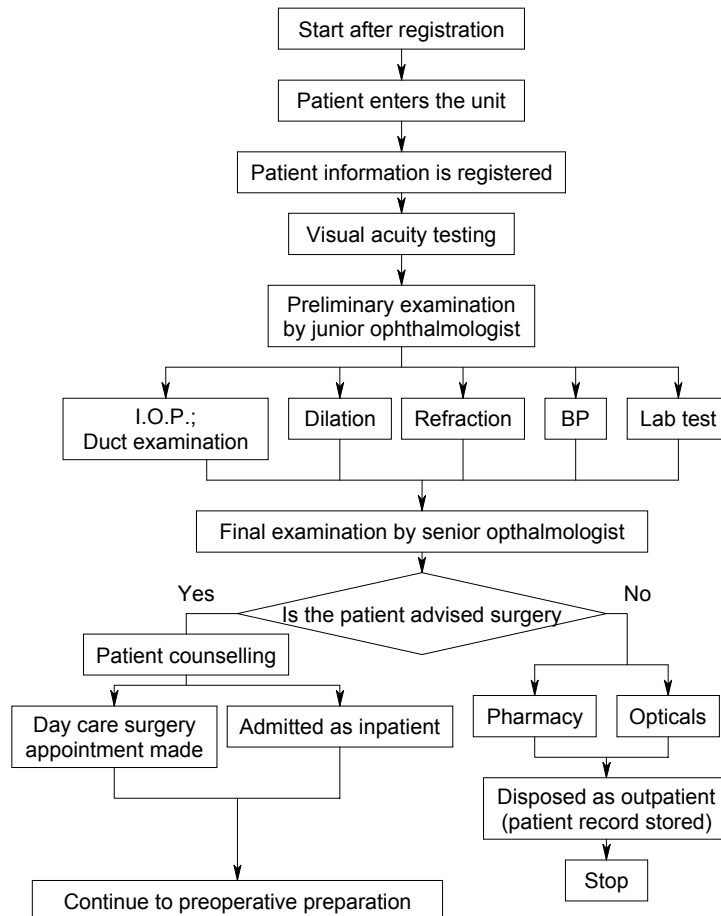 Start after registration
Patient enters the unit
Patient information is registered
Visual acuity testing
Preliminary examination
by junior ophthalmologist
I.O.P.;
Duct examination
Dilation
Refraction
BP
Lab test
Final examination by senior opthalmologist
Yes
No
Is the patient advised surgery
Patient counselling
Day care surgery
appointment made
Admitted as inpatient
Pharmacy
Opticals
Disposed as outpatient
(patient record stored)
Stop
Continue to preoperative preparation